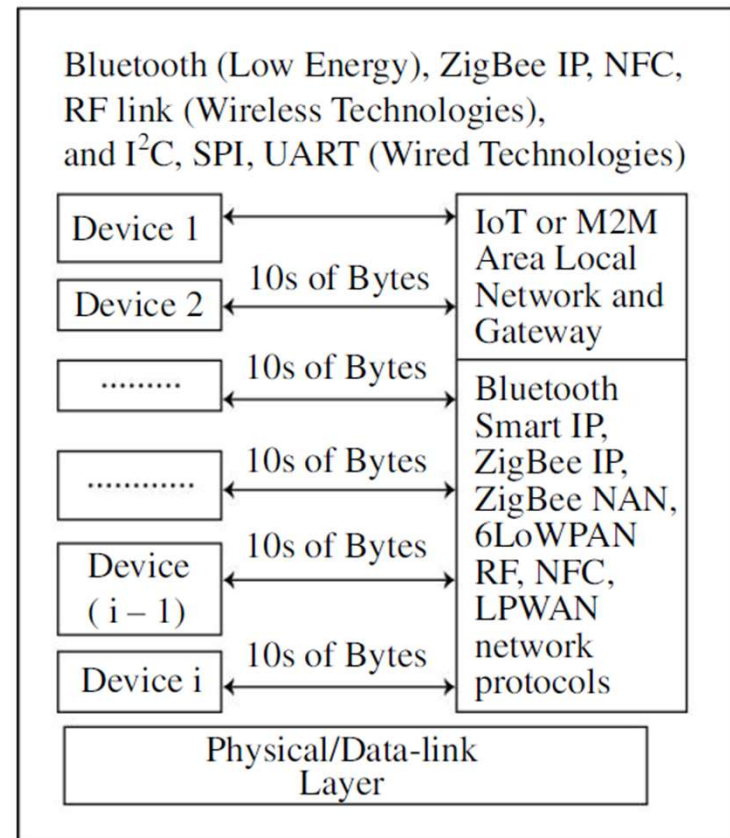 Bluetooth (Low Energy), ZigBee IP, NFC,
RF link (Wireless Technologies),
and I²C, SPI, UART (Wired Technologies)
Device 1
IoT or M2M
Area Local
Network and
Gateway
Device 2
10s of Bytes
.........
10s of Bytes
Bluetooth
Smart IP,
ZigBee IP,
ZigBee NAN,
6LoWPAN
RF, NFC,
LPWAN
network
protocols
............
10s of Bytes
Device
( i – 1)
10s of Bytes
Device i
10s of Bytes
Physical/Data-link
Layer